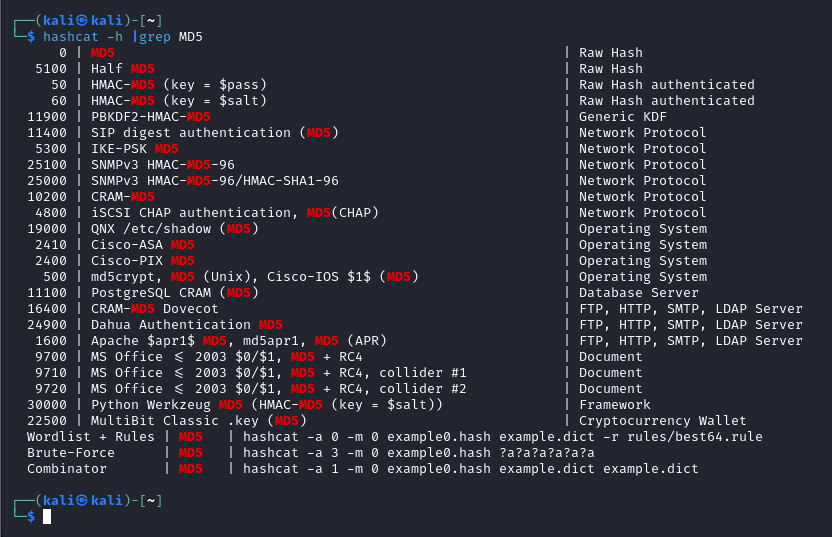 ┌──(kali㉿kali)-[~]
└─$ hashcat -h |grep MD5
0 | MD5 | Raw Hash
5100 | Half MD5 | Raw Hash
50 | HMAC-MD5 (key = $pass) | Raw Hash authenticated
60 | HMAC-MD5 (key = $salt) | Raw Hash authenticated
11900 | PBKDF2-HMAC-MD5 | Generic KDF
11400 | SIP digest authentication (MD5) | Network Protocol
5300 | IKE-PSK MD5 | Network Protocol
25100 | SNMPv3 HMAC-MD5-96 | Network Protocol
25000 | SNMPv3 HMAC-MD5-96/HMAC-SHA1-96 | Network Protocol
10200 | CRAM-MD5 | Network Protocol
4800 | iSCSI CHAP authentication, MD5(CHAP) | Network Protocol
19000 | QNX /etc/shadow (MD5) | Operating System
2410 | Cisco-ASA MD5 | Operating System
2400 | Cisco-PIX MD5 | Operating System
500 | md5crypt, MD5 (Unix), Cisco-IOS $1$ (MD5) | Operating System
11100 | PostgreSQL CRAM (MD5) | Database Server
16400 | CRAM-MD5 Dovecot | FTP, HTTP, SMTP, LDAP Server
24900 | Dahua Authentication MD5 | FTP, HTTP, SMTP, LDAP Server
1600 | Apache $apr1$ MD5, md5apr1, MD5 (APR) | FTP, HTTP, SMTP, LDAP Server
9700 | MS Office ⩽ 2003 $0/$1, MD5 + RC4 | Document
9710 | MS Office ⩽ 2003 $0/$1, MD5 + RC4, collider #1 | Document
9720 | MS Office ⩽ 2003 $0/$1, MD5 + RC4, collider #2 | Document
30000 | Python Werkzeug MD5 (HMAC-MD5 (key = $salt)) | Framework
22500 | MultiBit Classic .key (MD5) | Cryptocurrency Wallet
Wordlist + Rules | MD5 | hashcat -a 0 -m 0 example0.hash example.dict -r rules/best64.rule
Brute-Force | MD5 | hashcat -a 3 -m 0 example0.hash ?a?a?a?a?a?a
Combinator | MD5 | hashcat -a 1 -m 0 example0.hash example.dict example.dict
┌──(kali㉿kali)-[~]
└─$